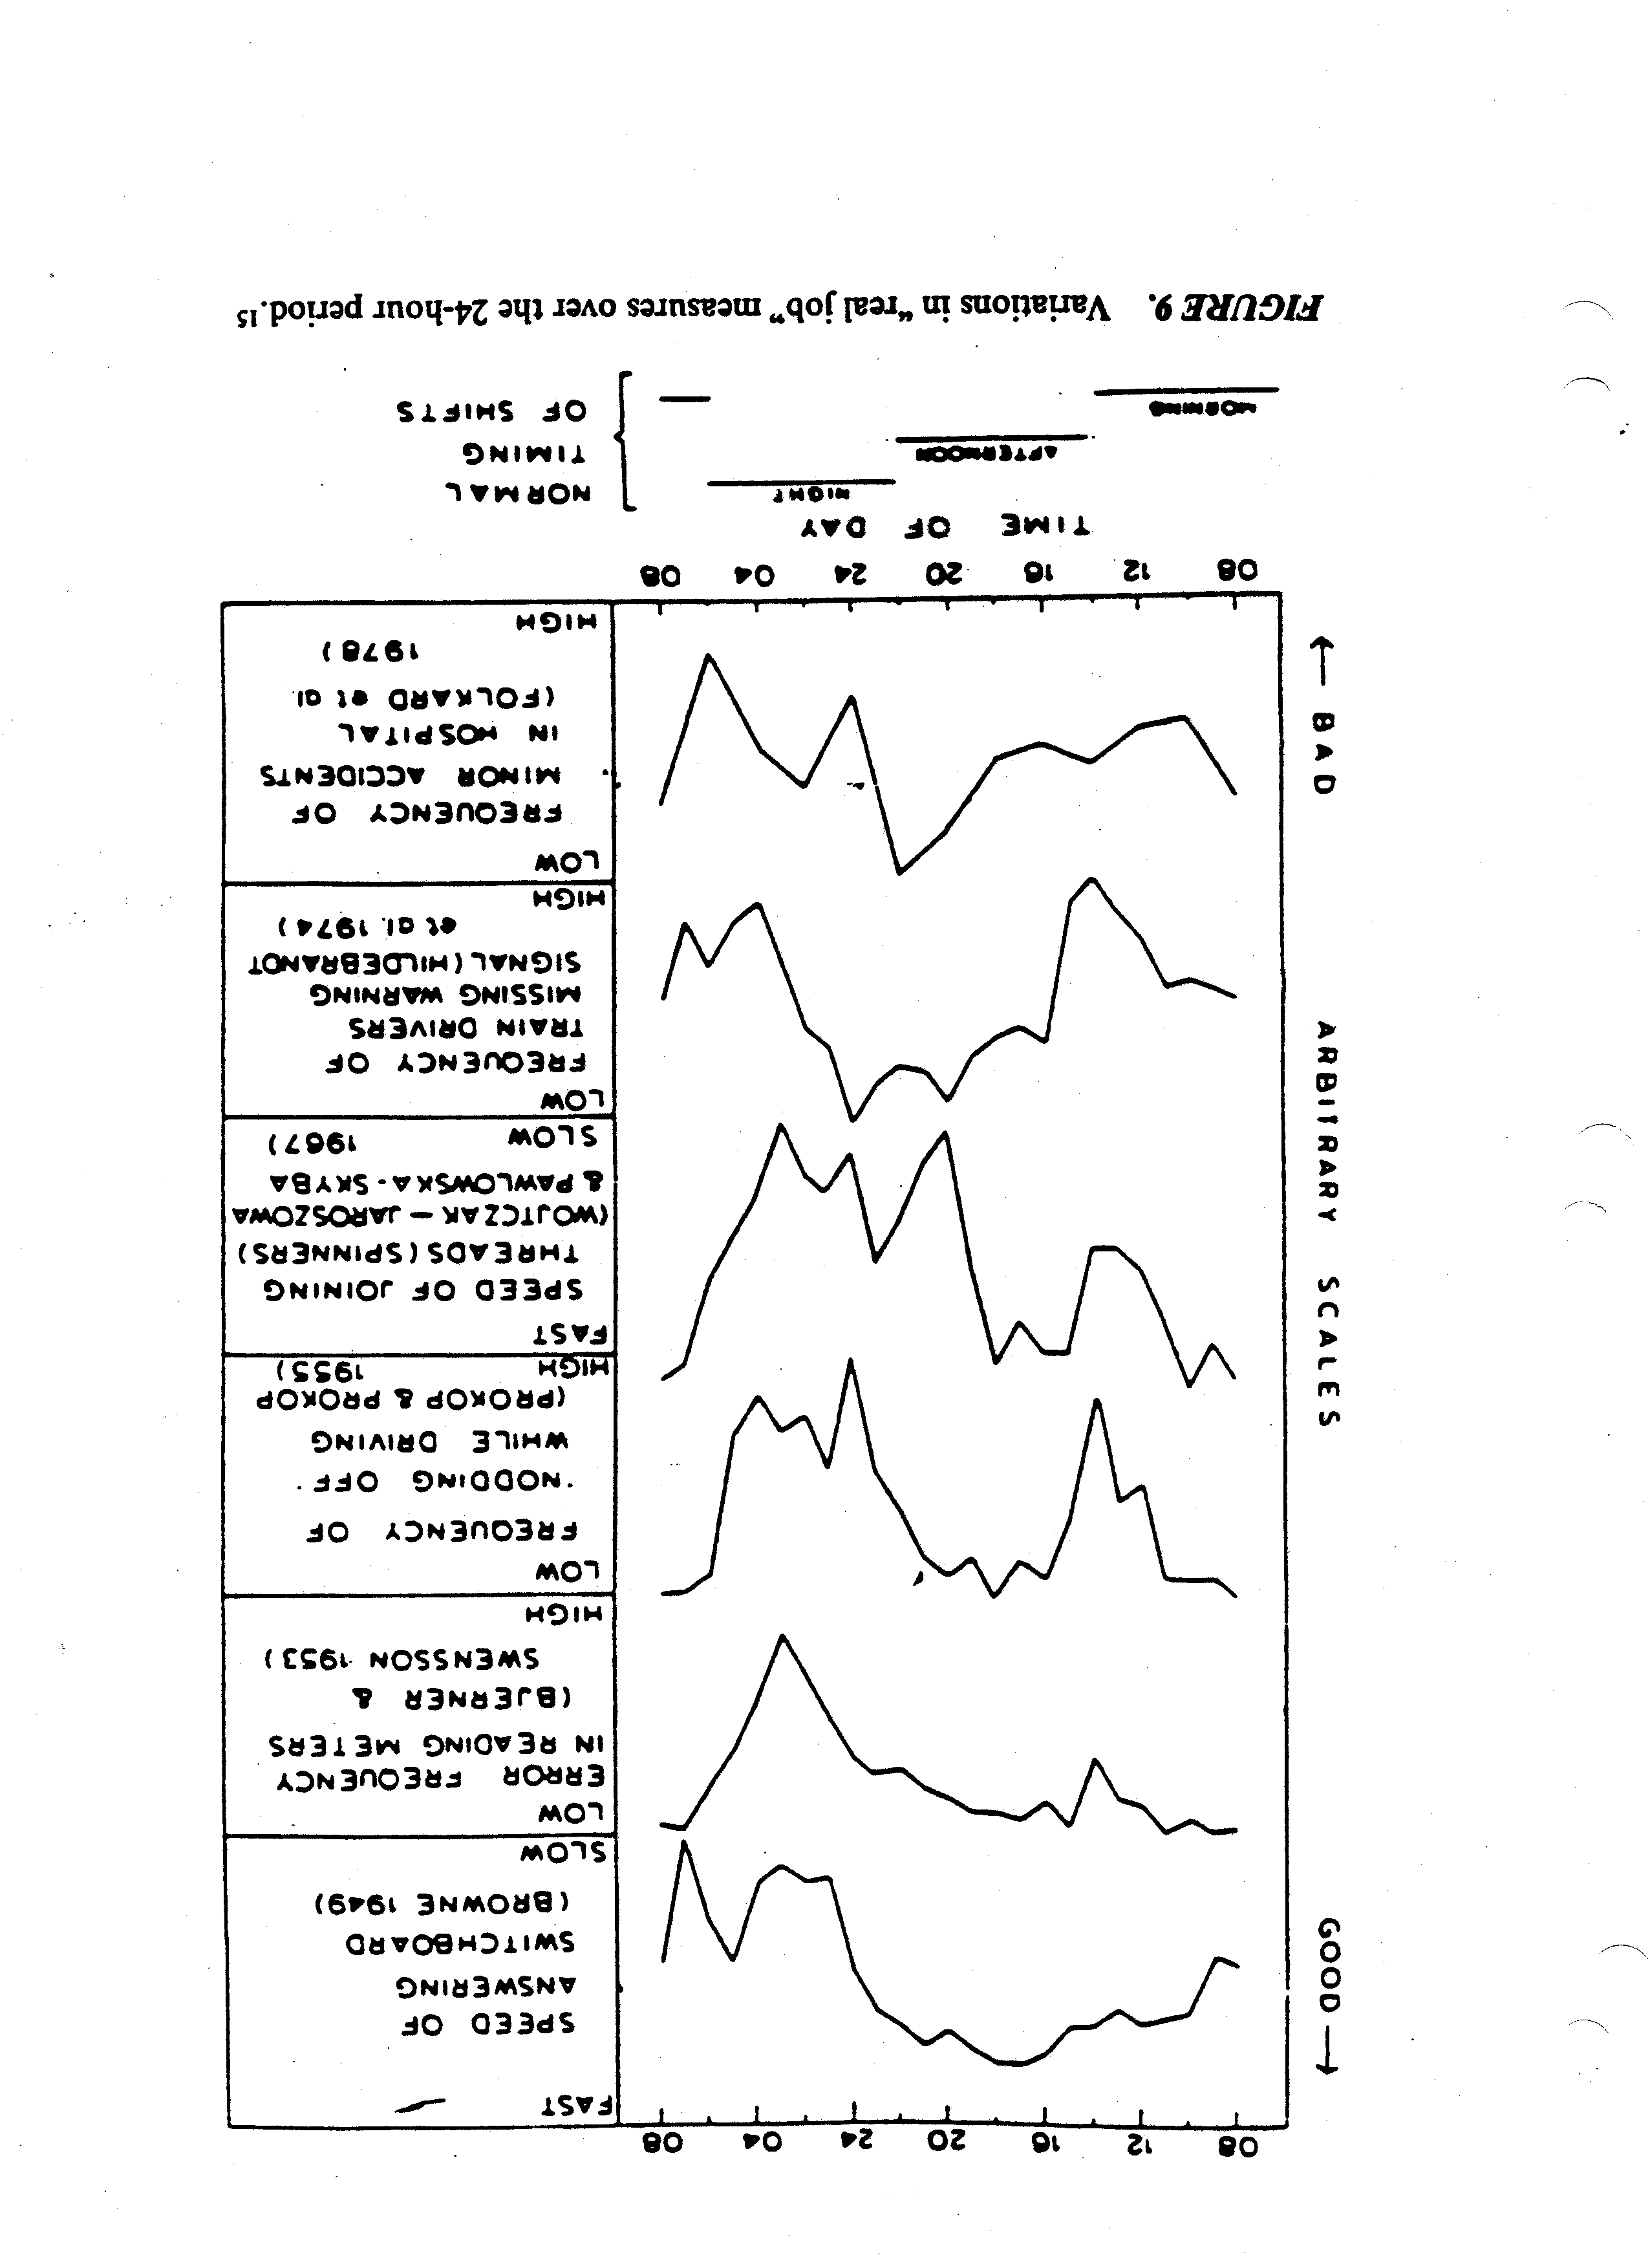 08 12 16 20 24 04 08
FAST
SPEED OF
ANSWERING
SWITCHBOARD
(BROWNE 1949)
SLOW
LOW
ERROR FREQUENCY
IN READING METERS
(BJERNER &
SWENSSON 1953)
HIGH
LOW
FREQUENCY OF
'NODDING OFF'
WHILE DRIVING
(PROKOP & PROKOP
HIGH 1955)
FAST
SPEED OF JOINING
THREADS (SPINNERS)
(WOJTCZAK – JAROSZOWA
& PAWLOWSKA-SKYBA
SLOW 1967)
LOW
FREQUENCY OF
TRAIN DRIVERS
MISSING WARNING
SIGNAL (HILDEBRANDT
et al. 1974)
HIGH
LOW
FREQUENCY OF
MINOR ACCIDENTS
IN HOSPITAL
(FOLKARD et al
1978)
HIGH
← BAD ARBITRARY SCALES GOOD →
08 12 16 20 24 04 08
TIME OF DAY
NIGHT
AFTERNOON
MORNING
NORMAL
TIMING
OF SHIFTS
FIGURE 9. Variations in "real job" measures over the 24-hour period.15